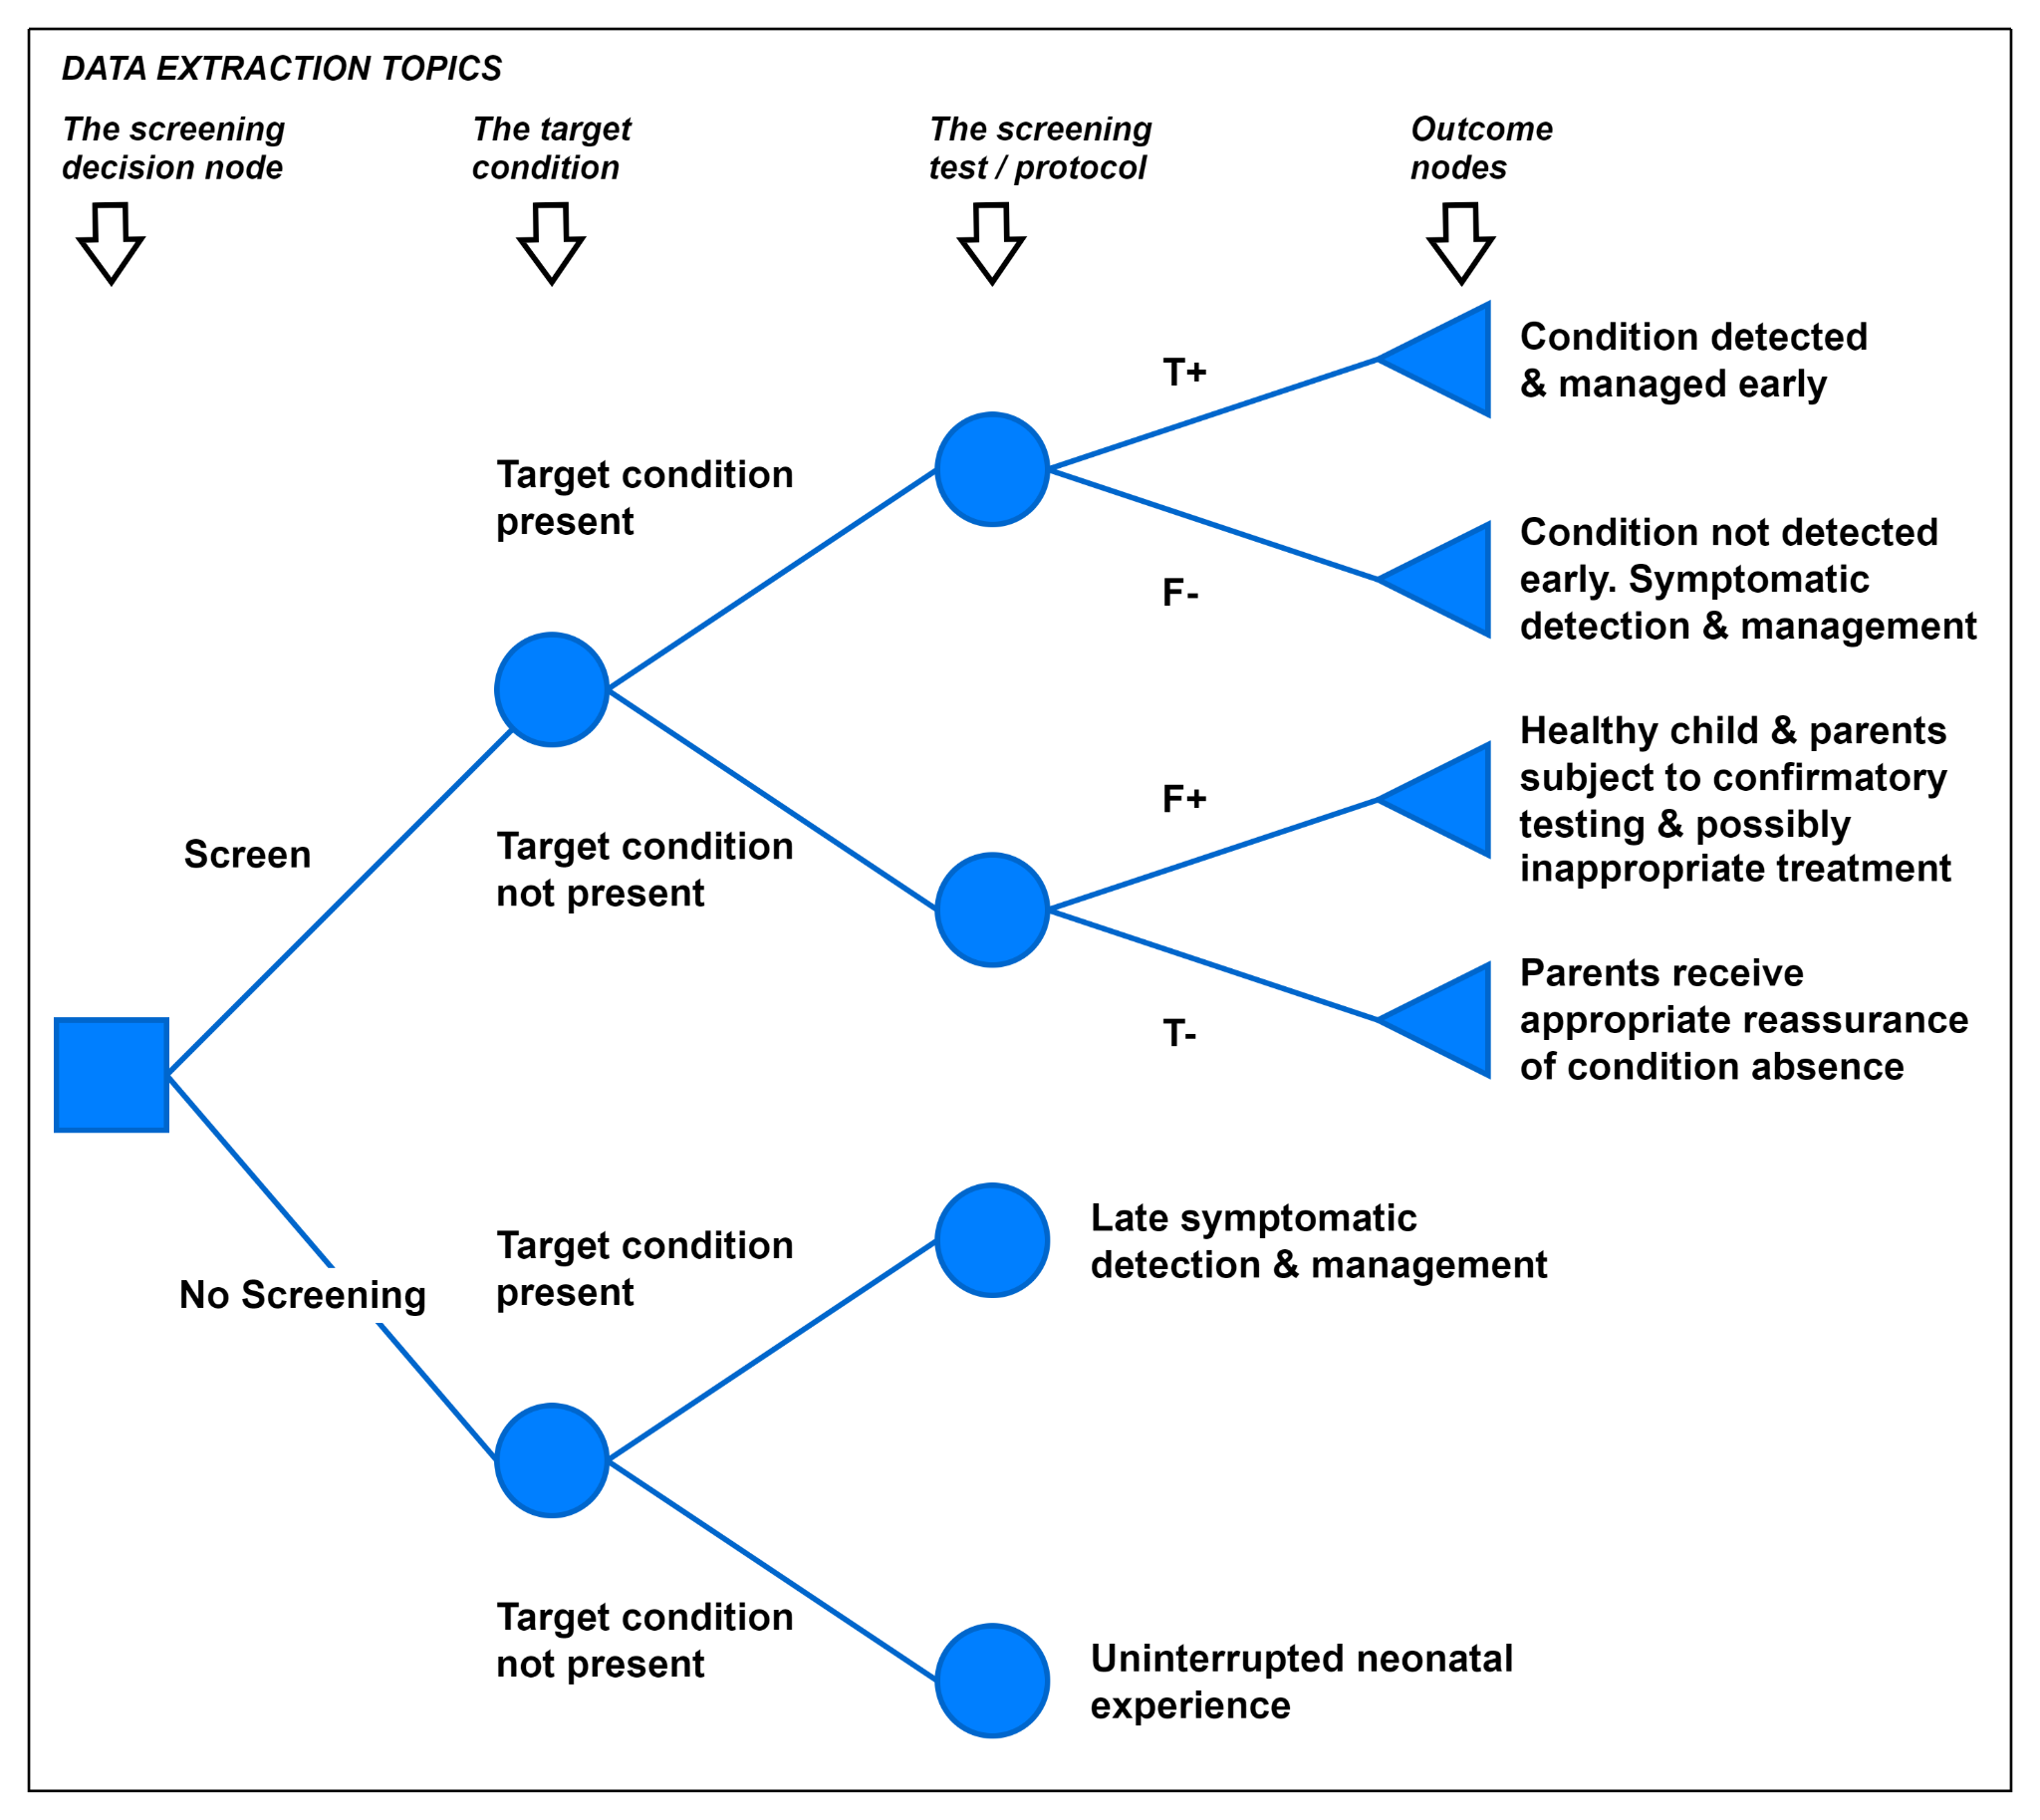 DATA EXTRACTION TOPICS
The screening
decision node
The target
condition
The screening
test / protocol
Outcome
nodes
T+
Condition detected
& managed early
Target condition
present
F-
Condition not detected
early. Symptomatic
detection & management
Screen
Target condition
not present
F+
Healthy child & parents
subject to confirmatory
testing & possibly
inappropriate treatment
T-
Parents receive
appropriate reassurance
of condition absence
No Screening
Target condition
present
Late symptomatic
detection & management
Target condition
not present
Uninterrupted neonatal
experience